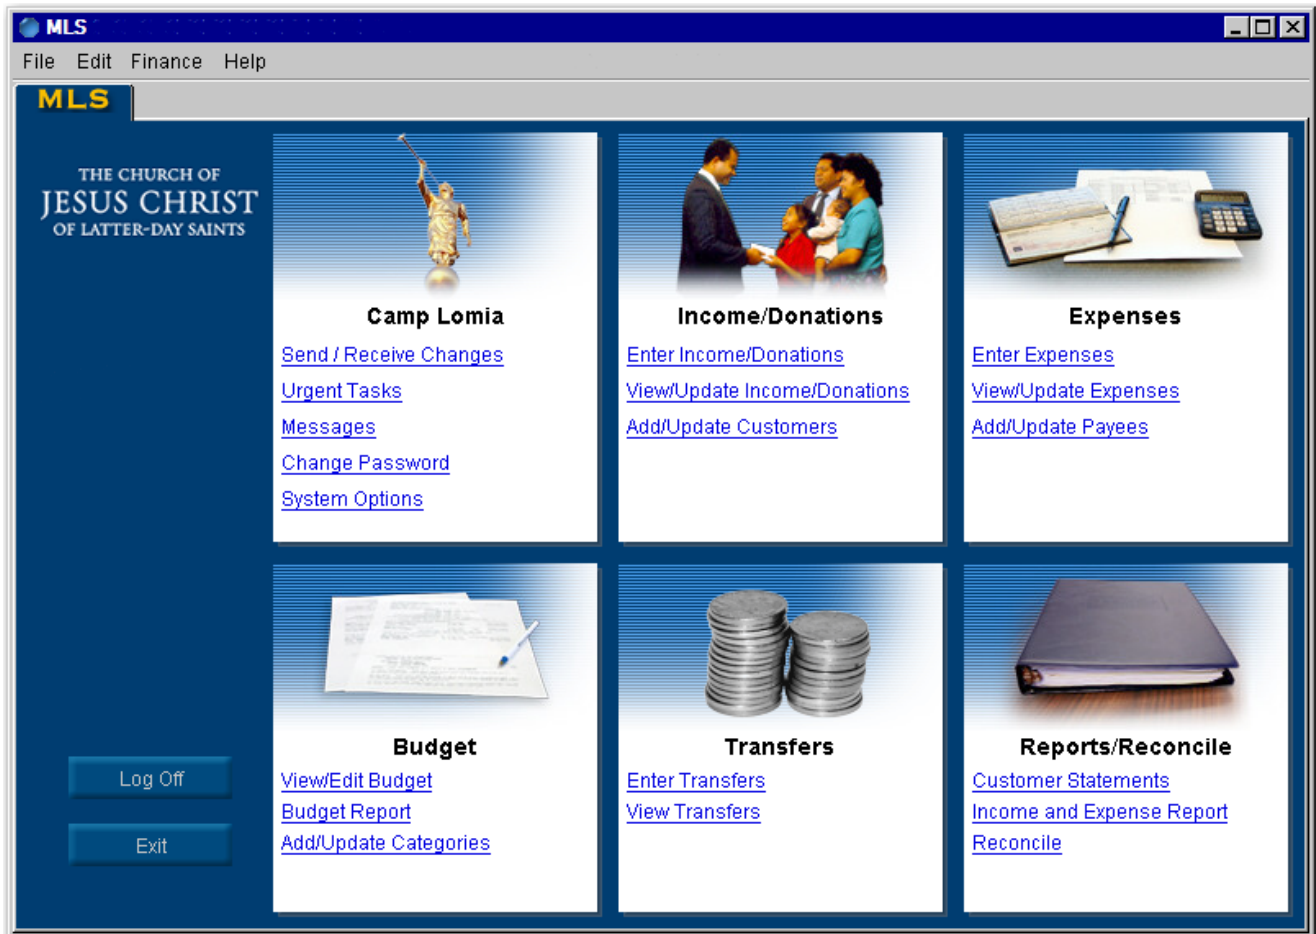 MLS
File Edit Finance Help
MLS
THE CHURCH OF
JESUS CHRIST
OF LATTER-DAY SAINTS
Camp Lomia
Send / Receive Changes
Urgent Tasks
Messages
Change Password
System Options
Income/Donations
Enter Income/Donations
View/Update Income/Donations
Add/Update Customers
Expenses
Enter Expenses
View/Update Expenses
Add/Update Payees
Budget
View/Edit Budget
Budget Report
Add/Update Categories
Transfers
Enter Transfers
View Transfers
Reports/Reconcile
Customer Statements
Income and Expense Report
Reconcile
Log Off
Exit